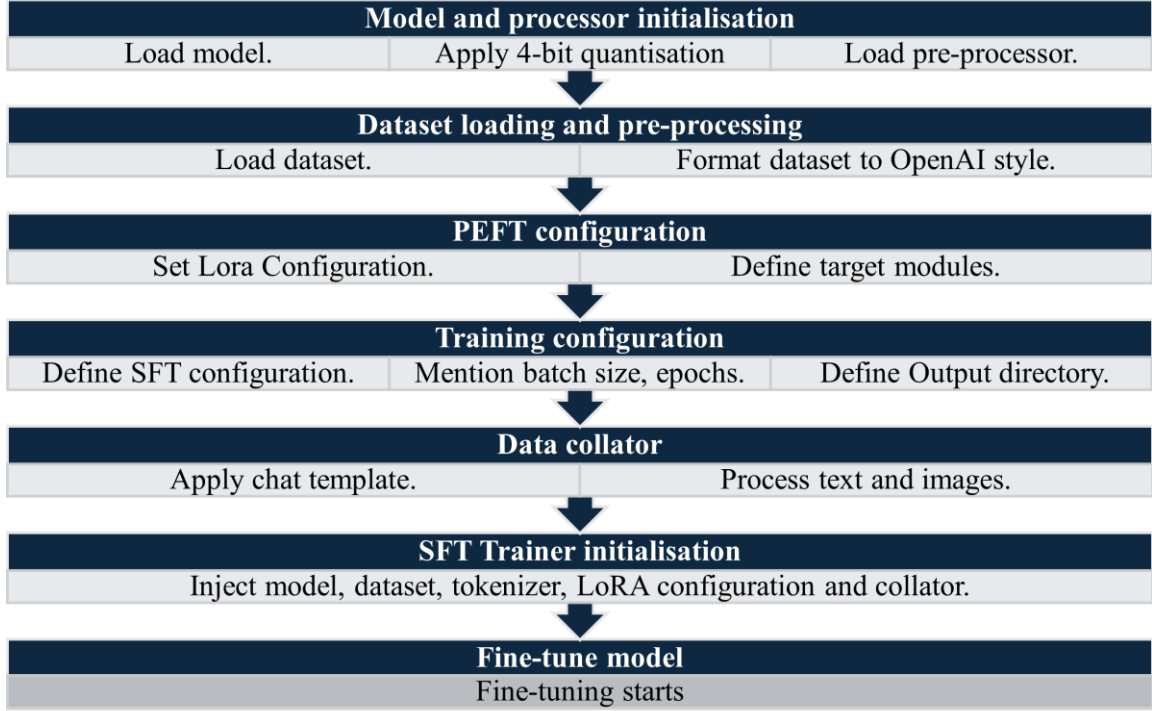 Model and processor initialisation
Load model. Apply 4-bit quantisation Load pre-processor.
Dataset loading and pre-processing
Load dataset. Format dataset to OpenAI style.
PEFT configuration
Set Lora Configuration. Define target modules.
Training configuration
Define SFT configuration. Mention batch size, epochs. Define Output directory.
Data collator
Apply chat template. Process text and images.
SFT Trainer initialisation
Inject model, dataset, tokenizer, LoRA configuration and collator.
Fine-tune model
Fine-tuning starts